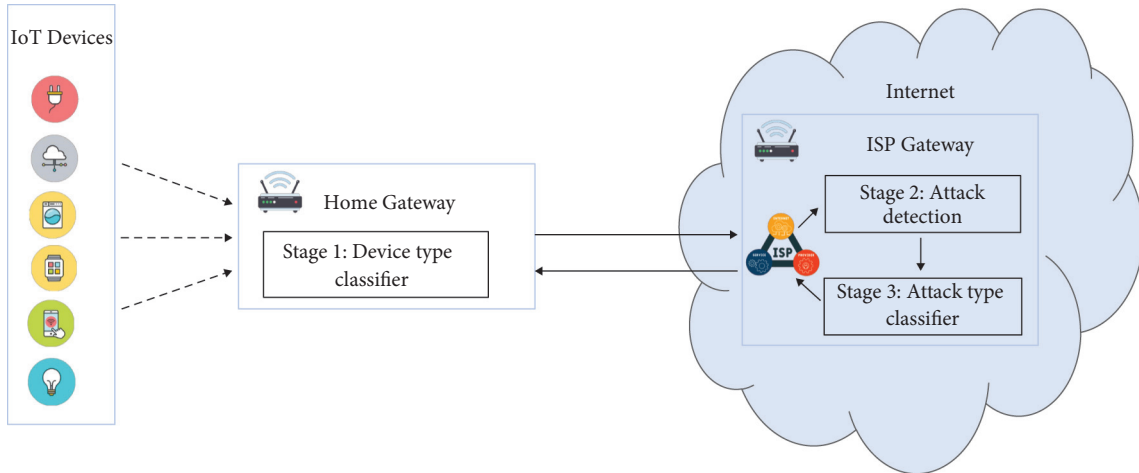 IoT Devices
Home Gateway
Stage 1: Device type
classifier
Internet
ISP Gateway
Stage 2: Attack
detection
ISP
Stage 3: Attack type
classifier